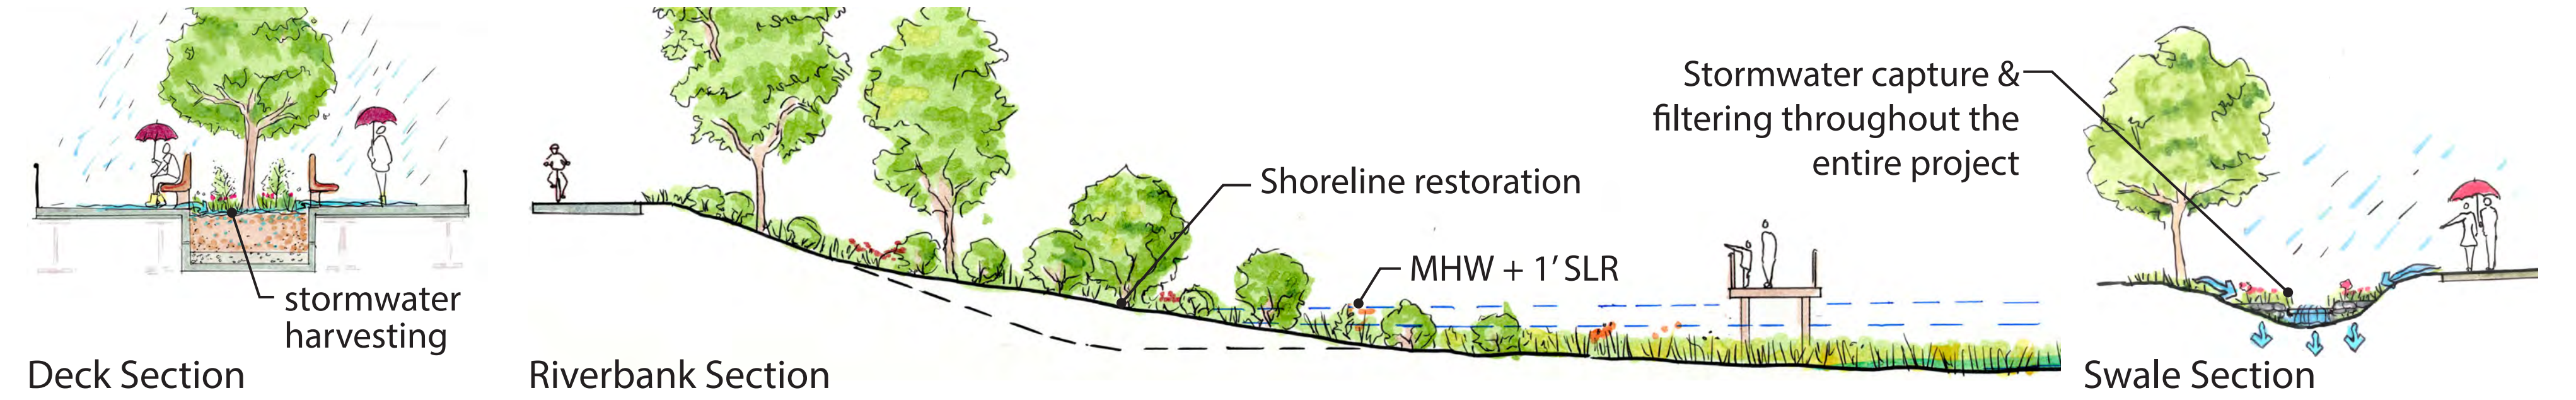 stormwater
harvesting
Deck Section
Shoreline restoration
MHW + 1' SLR
Riverbank Section
Stormwater capture &
filtering throughout the
entire project
Swale Section